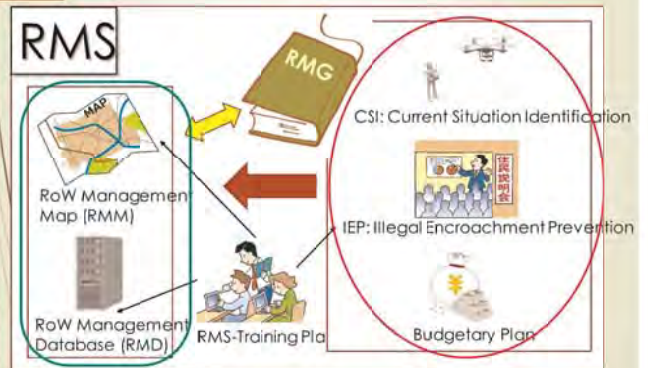 RMS
RMG
MAP
CSI: Current Situation Identification
住民説明会
RoW Management
Map (RMM)
IEP: Illegal Encroachment Prevention
¥
RoW Management
Database (RMD)
RMS-Training Pla
Budgetary Plan